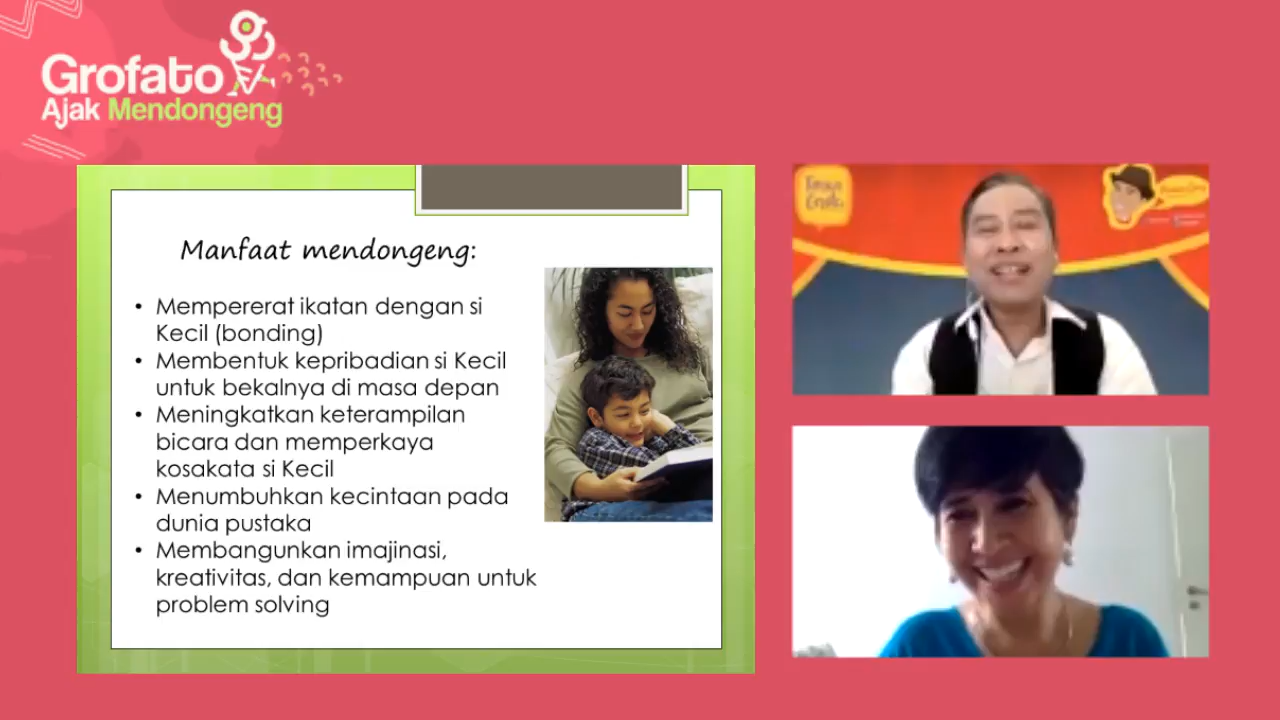 Grofato
Ajak Mendongeng
Manfaat mendongeng:
• Mempererat ikatan dengan si
Kecil (bonding)
• Membentuk kepribadian si Kecil
untuk bekalnya di masa depan
• Meningkatkan keterampilan
bicara dan memperkaya
kosakata si Kecil
• Menumbuhkan kecintaan pada
dunia pustaka
• Membangunkan imajinasi,
kreativitas, dan kemampuan untuk
problem solving